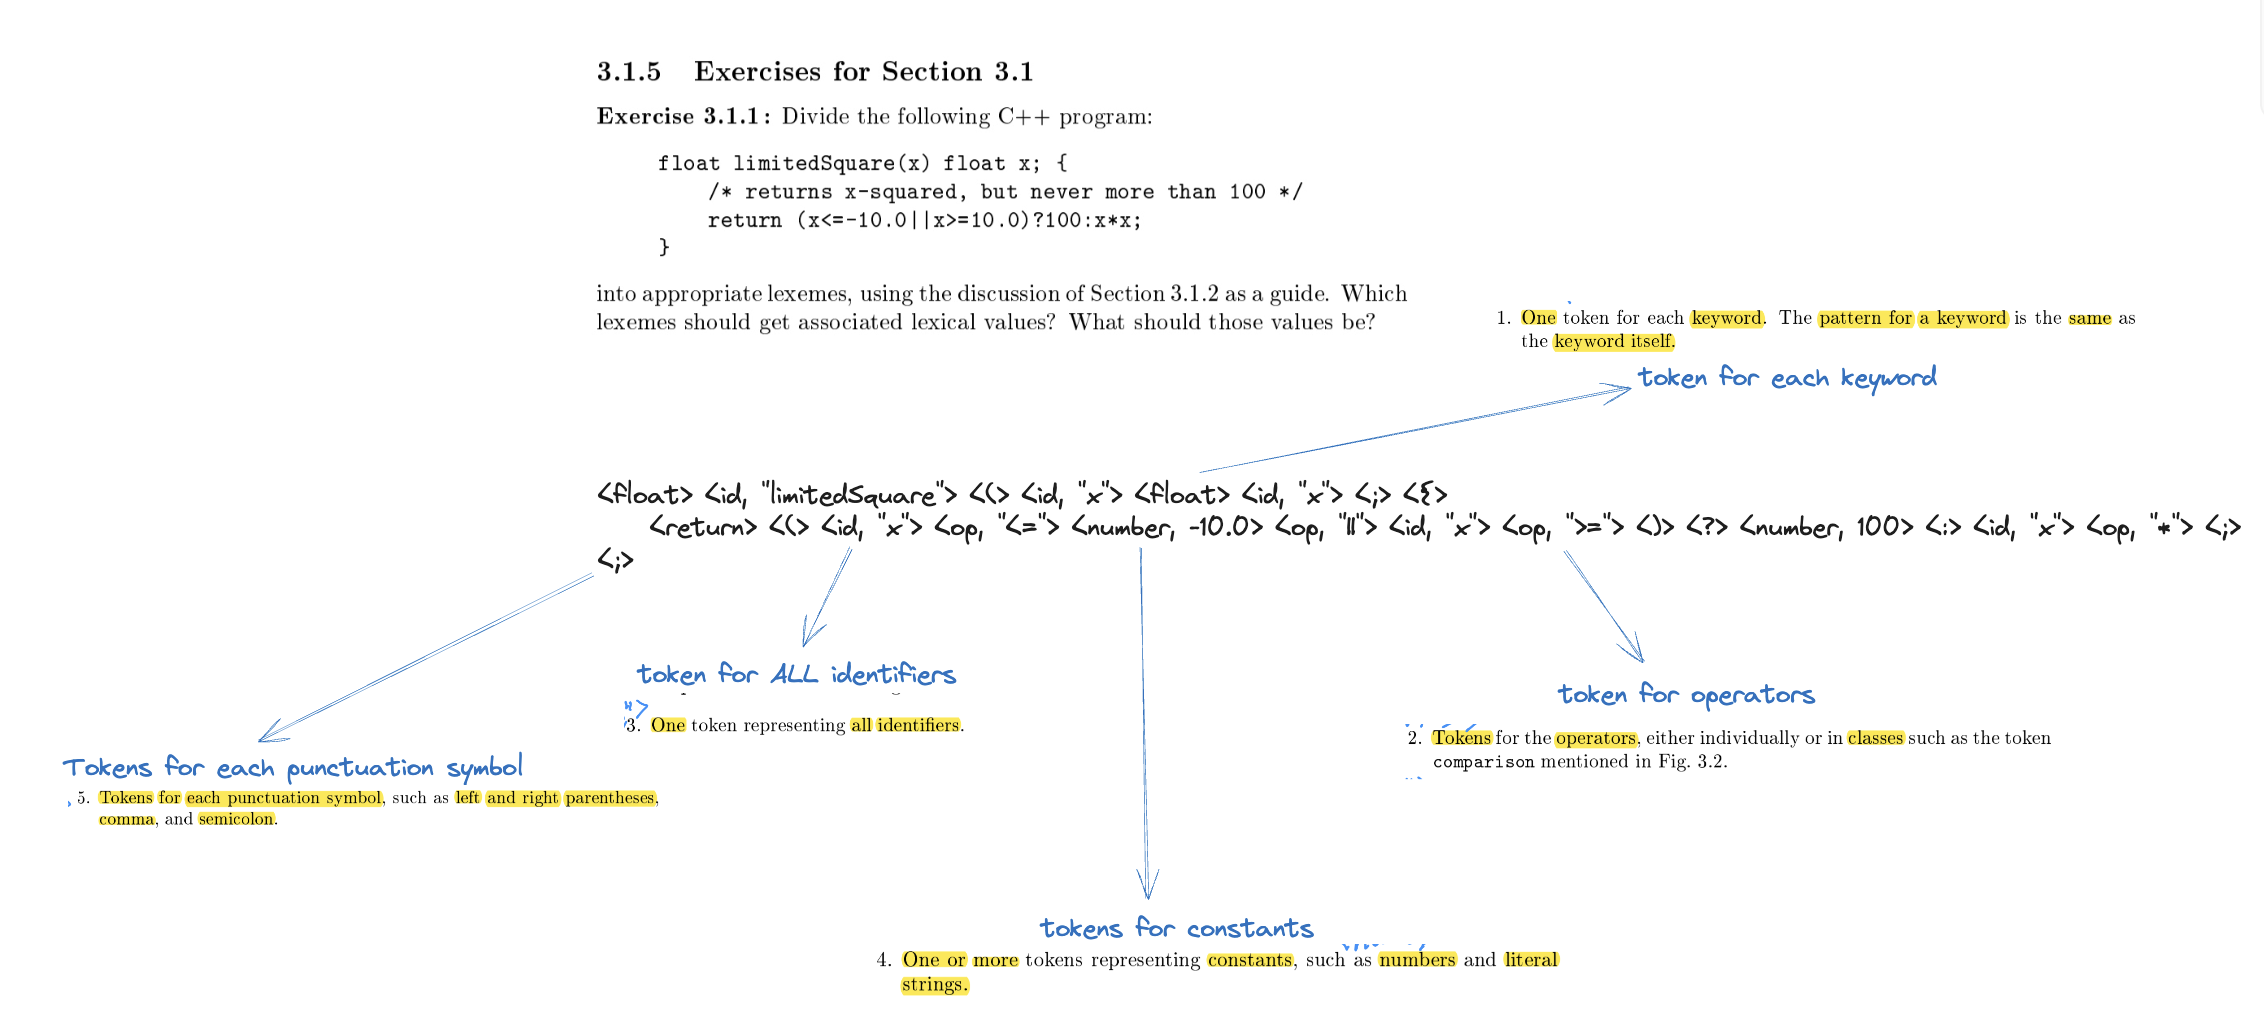 3.1.5 Exercises for Section 3.1
Exercise 3.1.1: Divide the following C++ program:
float limitedSquare(x) float x; {
/* returns x-squared, but never more than 100 */
return (x<=-10.0||x>=10.0)?100:x*x;
}
into appropriate lexemes, using the discussion of Section 3.1.2 as a guide. Which
lexemes should get associated lexical values? What should those values be?
1. One token for each keyword. The pattern for a keyword is the same as
the keyword itself.
token for each keyword
<float> <id, "limitedSquare"> <(> <id, "x"> <float> <id, "x"> <;> <{>
<return> <(> <id, "x"> <op, "<="> <number, -10.0> <op, "||"> <id, "x"> <op, ">="> <)> <?> <number, 100> <:> <id, "x"> <op, "*"> <;>
<;>
token for ALL identifiers
3. One token representing all identifiers.
token for operators
2. Tokens for the operators, either individually or in classes such as the token
comparison mentioned in Fig. 3.2.
Tokens for each punctuation symbol
5. Tokens for each punctuation symbol, such as left and right parentheses,
comma, and semicolon.
tokens for constants
4. One or more tokens representing constants, such as numbers and literal
strings.